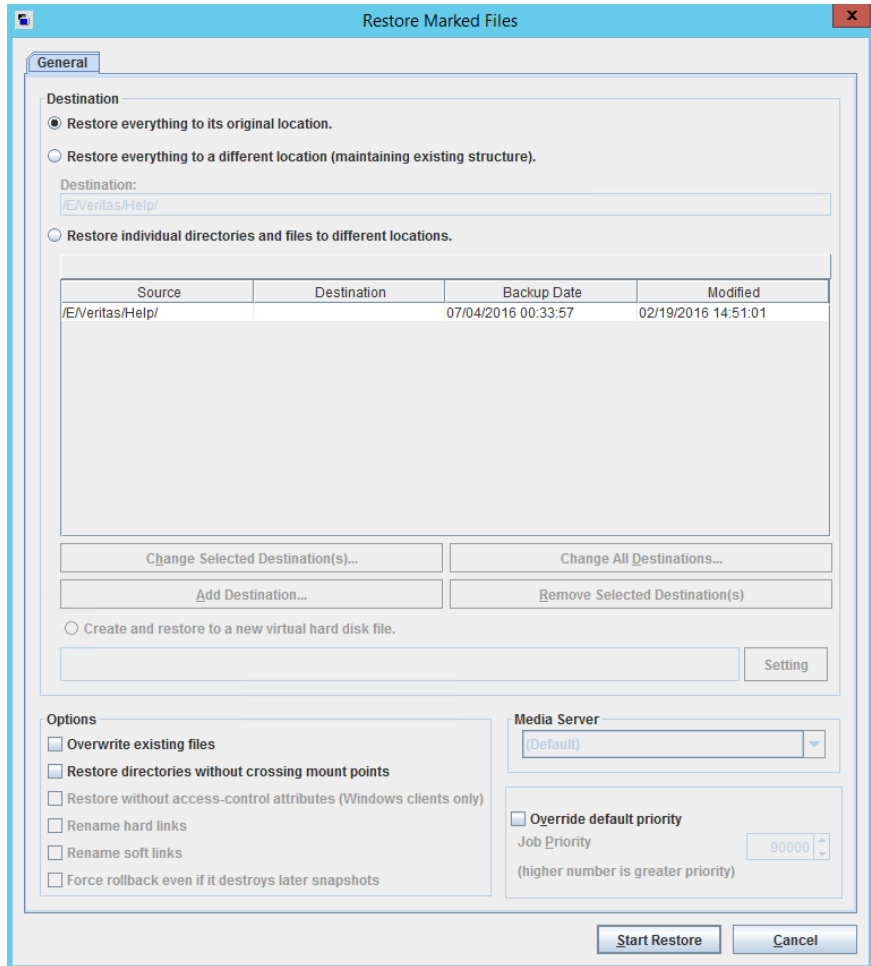 Restore Marked Files
x
General
Destination
Restore everything to its original location.
Restore everything to a different location (maintaining existing structure).
Destination:
/E/Veritas/Help/
Restore individual directories and files to different locations.
Source Destination Backup Date Modified
/E/Veritas/Help/ 07/04/2016 00:33:57 02/19/2016 14:51:01
Change Selected Destination(s)... Change All Destinations...
Add Destination... Remove Selected Destination(s)
Create and restore to a new virtual hard disk file.
Setting
Options
Overwrite existing files
Restore directories without crossing mount points
Restore without access-control attributes (Windows clients only)
Rename hard links
Rename soft links
Force rollback even if it destroys later snapshots
Media Server
(Default)
Override default priority
Job Priority 90000
(higher number is greater priority)
Start Restore Cancel